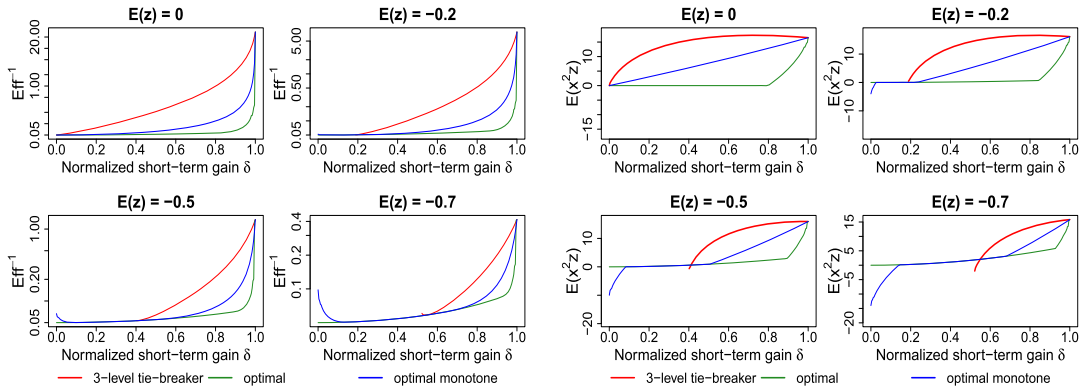 E(z) = 0
E(z) = −0.2
E(z) = 0
E(z) = −0.2
Eff⁻¹
0.05 1.00 20.00
0.0 0.2 0.4 0.6 0.8 1.0
Normalized short−term gain δ
Eff⁻¹
0.05 0.50 5.00
0.0 0.2 0.4 0.6 0.8 1.0
Normalized short−term gain δ
E(x²z)
−15 0 10
0.0 0.2 0.4 0.6 0.8 1.0
Normalized short−term gain δ
E(x²z)
−10 0 10
0.0 0.2 0.4 0.6 0.8 1.0
Normalized short−term gain δ
E(z) = −0.5
E(z) = −0.7
E(z) = −0.5
E(z) = −0.7
Eff⁻¹
0.05 0.20 1.00
0.0 0.2 0.4 0.6 0.8 1.0
Normalized short−term gain δ
Eff⁻¹
0.1 0.2 0.4
0.0 0.2 0.4 0.6 0.8 1.0
Normalized short−term gain δ
E(x²z)
−20 0 10
0.0 0.2 0.4 0.6 0.8 1.0
Normalized short−term gain δ
E(x²z)
−20 −5 5 15
0.0 0.2 0.4 0.6 0.8 1.0
Normalized short−term gain δ
3−level tie−breaker optimal optimal monotone
3−level tie−breaker optimal optimal monotone